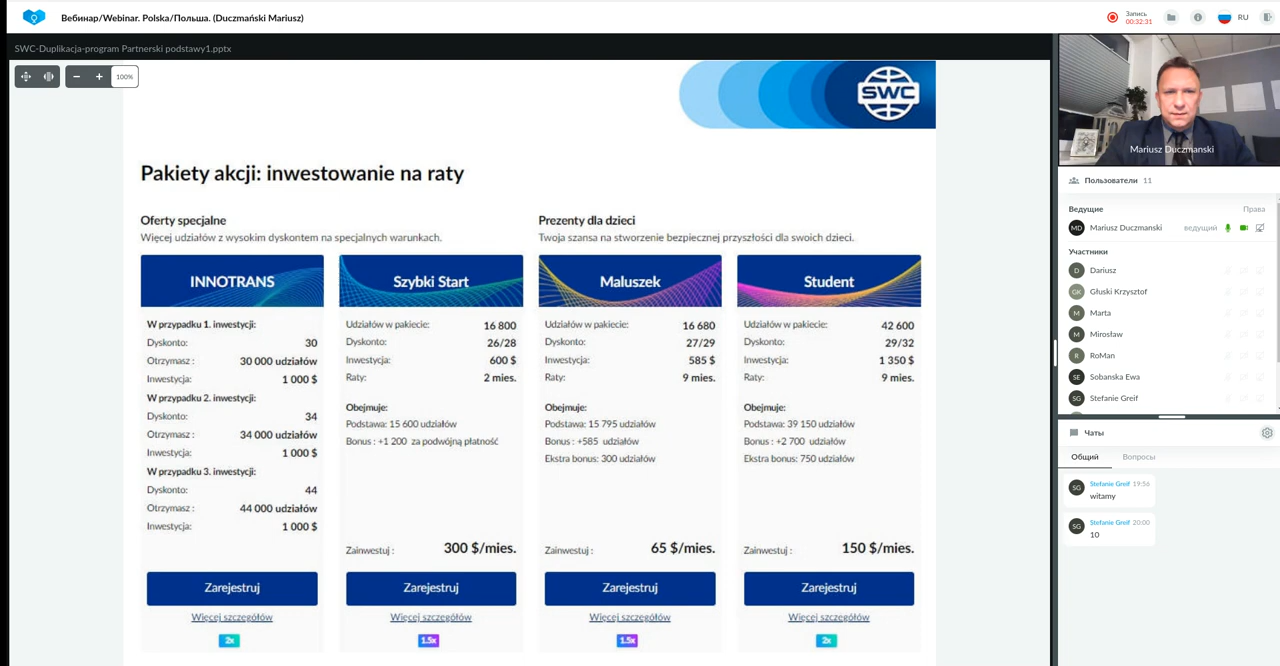 Вебинар/Webinar. Polska/Польша. (Duczmański Mariusz)
Запись
00:32:31
RU
SWC-Duplikacja-program Partnerski podstawy1.pptx
100%
SWC
Pakiety akcji: inwestowanie na raty
Oferty specjalne
Więcej udziałów z wysokim dyskontem na specjalnych warunkach.
Prezenty dla dzieci
Twoja szansa na stworzenie bezpiecznej przyszłości dla swoich dzieci.
INNOTRANS
W przypadku 1. inwestycji:
Dyskonto: 30
Otrzymasz : 30 000 udziałów
Inwestycja: 1 000 $
W przypadku 2. inwestycji:
Dyskonto: 34
Otrzymasz : 34 000 udziałów
Inwestycja: 1 000 $
W przypadku 3. inwestycji:
Dyskonto: 44
Otrzymasz : 44 000 udziałów
Inwestycja: 1 000 $
Zarejestruj
Więcej szczegółów
2x
Szybki Start
Udziałów w pakiecie: 16 800
Dyskonto: 26/28
Inwestycja: 600 $
Raty: 2 mies.
Obejmuje:
Podstawa: 15 600 udziałów
Bonus : +1 200 za podwójną płatność
Zainwestuj : 300 $/mies.
Zarejestruj
Więcej szczegółów
1.5x
Maluszek
Udziałów w pakiecie: 16 680
Dyskonto: 27/29
Inwestycja: 585 $
Raty: 9 mies.
Obejmuje:
Podstawa: 15 795 udziałów
Bonus : +585 udziałów
Ekstra bonus: 300 udziałów
Zainwestuj : 65 $/mies.
Zarejestruj
Więcej szczegółów
1.5x
Student
Udziałów w pakiecie: 42 600
Dyskonto: 29/32
Inwestycja: 1 350 $
Raty: 9 mies.
Obejmuje:
Podstawa: 39 150 udziałów
Bonus : +2 700 udziałów
Ekstra bonus: 750 udziałów
Zainwestuj : 150 $/mies.
Zarejestruj
Więcej szczegółów
2x
Mariusz Duczmanski
Пользователи 11
Ведущие Права
MD Mariusz Duczmanski ведущий
Участники
D Dariusz
GK Głuski Krzysztof
M Marta
M Mirosław
R RoMan
SE Sobanska Ewa
SG Stefanie Greif
Чаты
Общий Вопросы
SG Stefanie Greif 19:56
witamy
SG Stefanie Greif 20:00
10